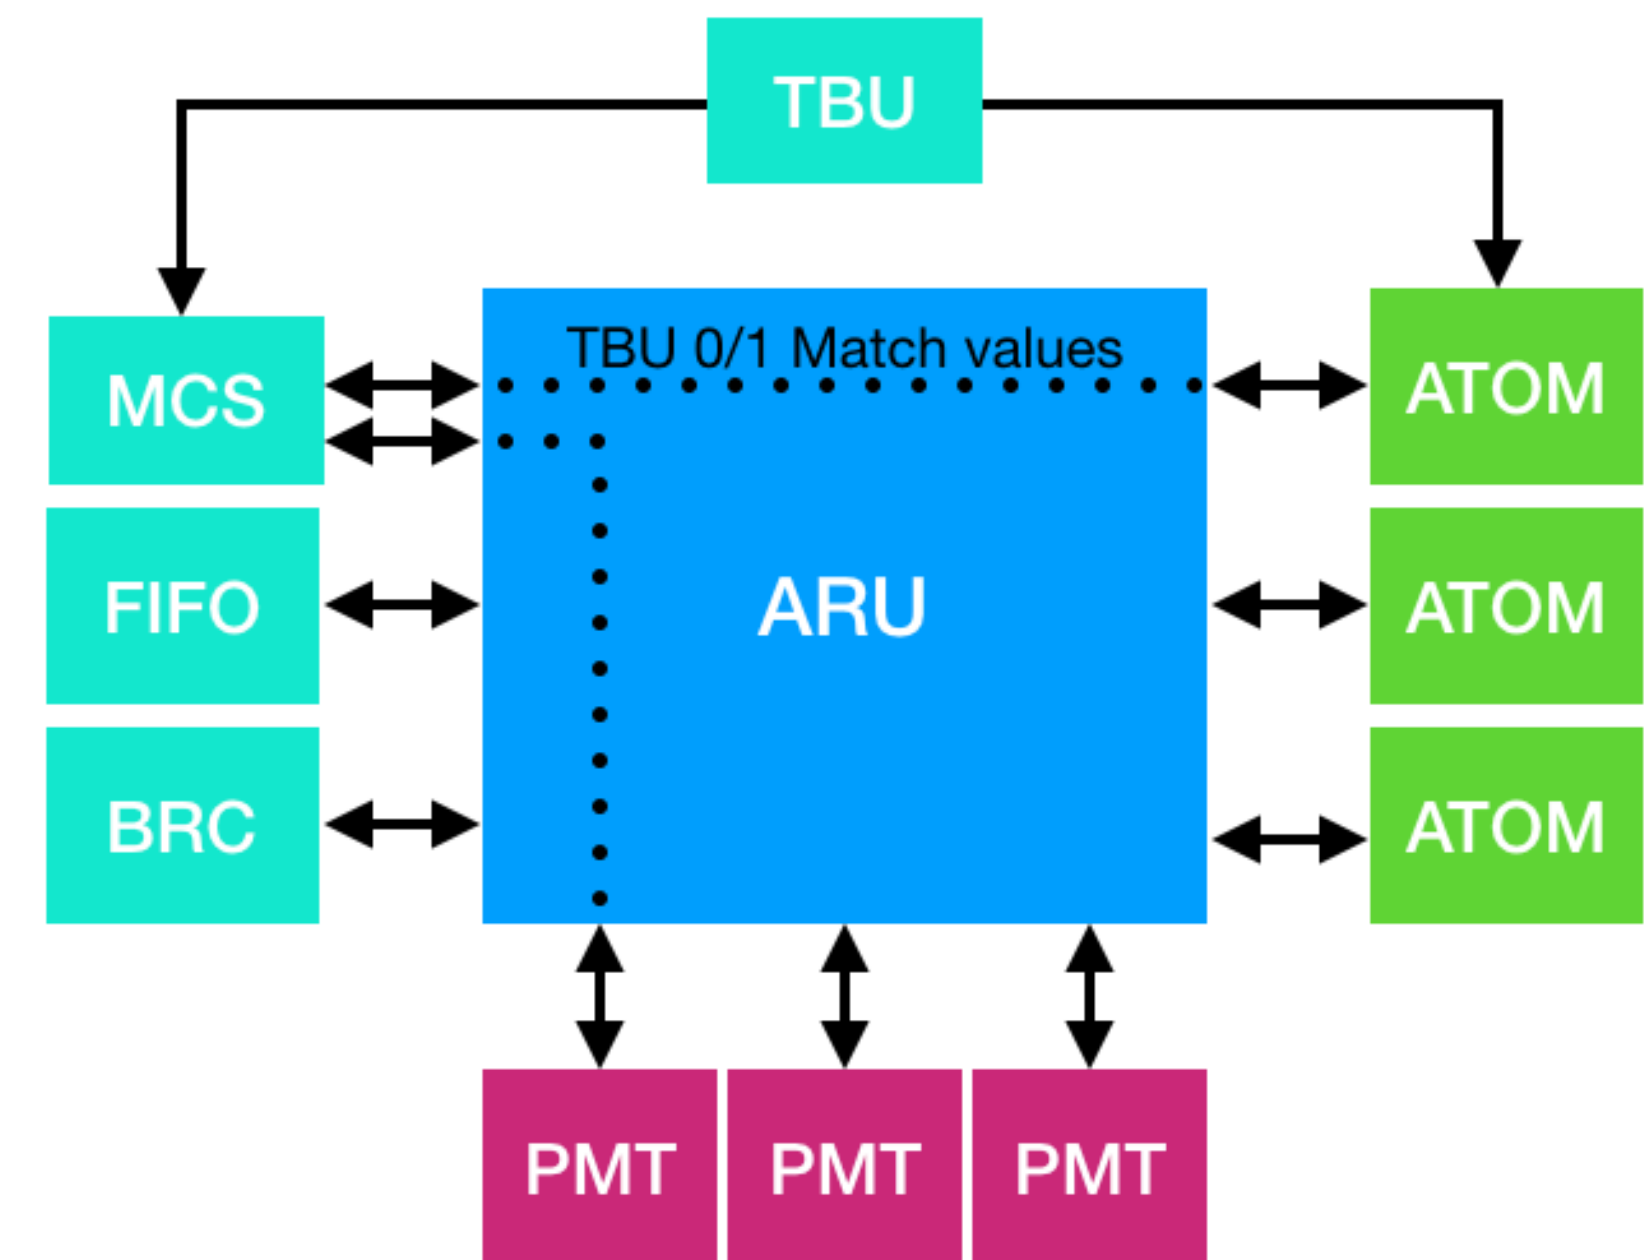 TBU
TBU 0/1 Match values
MCS
ATOM
FIFO
ARU
ATOM
BRC
ATOM
PMT
PMT
PMT